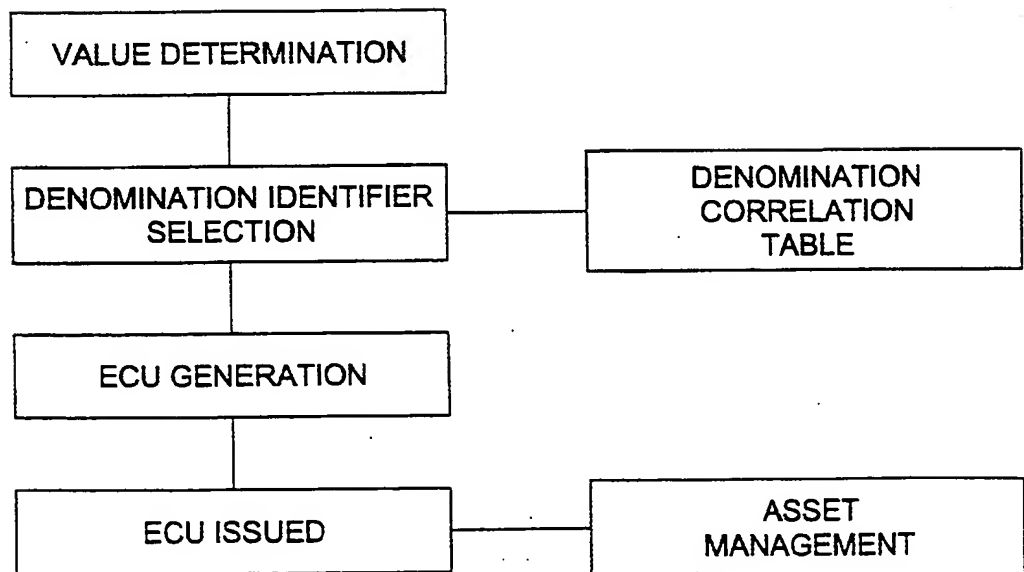 VALUE DETERMINATION
DENOMINATION IDENTIFIER
SELECTION
DENOMINATION
CORRELATION
TABLE
ECU GENERATION
ECU ISSUED
ASSET
MANAGEMENT